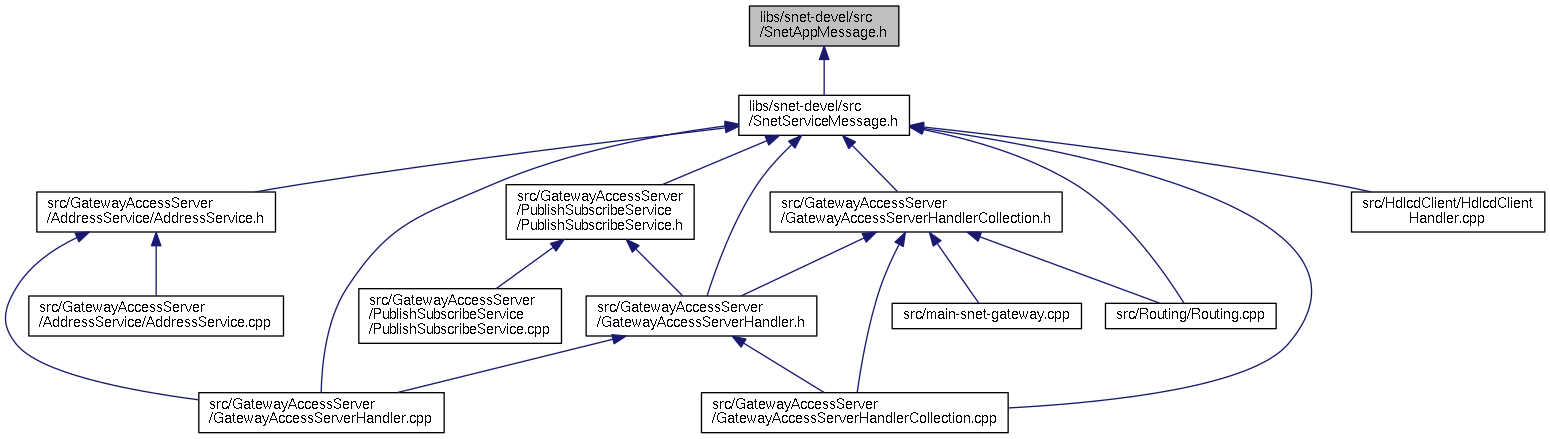 libs/snet-devel/src
/SnetAppMessage.h
libs/snet-devel/src
/SnetServiceMessage.h
src/GatewayAccessServer
/AddressService/AddressService.h
src/GatewayAccessServer
/PublishSubscribeService
/PublishSubscribeService.h
src/GatewayAccessServer
/GatewayAccessServerHandlerCollection.h
src/HdlcdClient/HdlcdClient
Handler.cpp
src/GatewayAccessServer
/AddressService/AddressService.cpp
src/GatewayAccessServer
/PublishSubscribeService
/PublishSubscribeService.cpp
src/GatewayAccessServer
/GatewayAccessServerHandler.h
src/main-snet-gateway.cpp
src/Routing/Routing.cpp
src/GatewayAccessServer
/GatewayAccessServerHandler.cpp
src/GatewayAccessServer
/GatewayAccessServerHandlerCollection.cpp